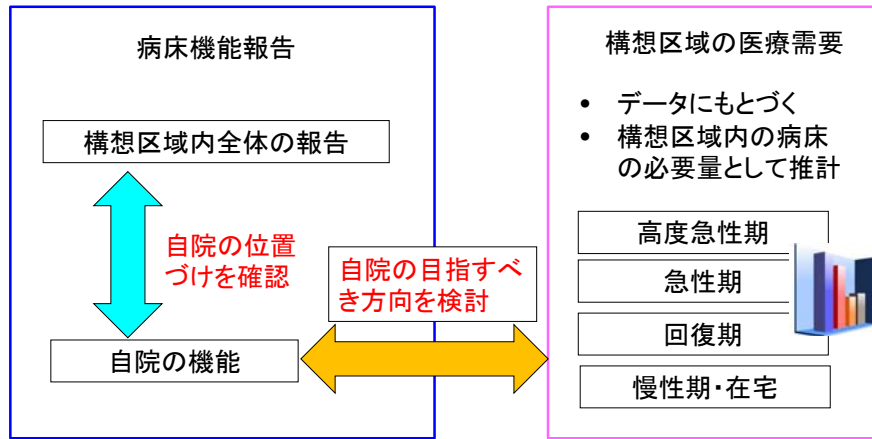 病床機能報告
構想区域内全体の報告
自院の位置
づけを確認
自院の機能
自院の目指すべ
き方向を検討
構想区域の医療需要
• データにもとづく
• 構想区域内の病床
の必要量として推計
高度急性期
急性期
回復期
慢性期・在宅